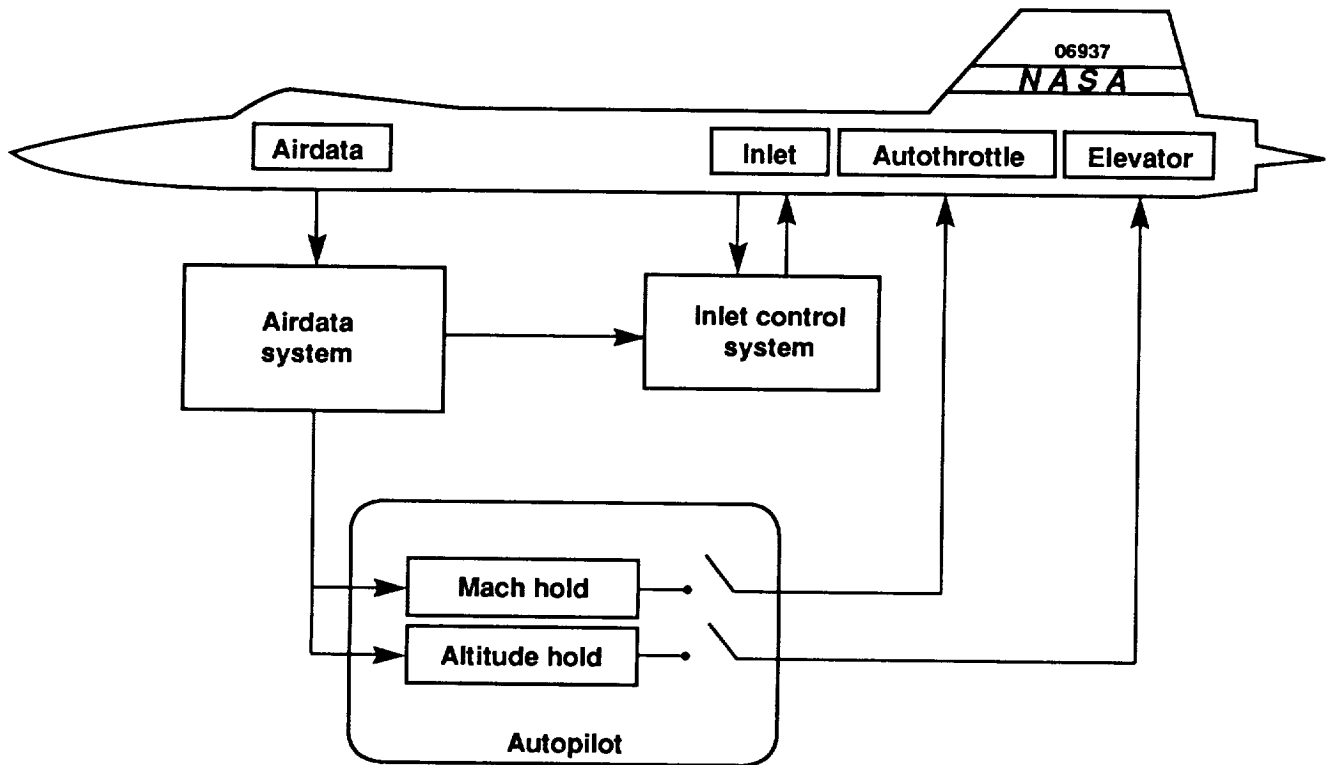 06937
NASA
Airdata
Inlet
Autothrottle
Elevator
Airdata
system
Inlet control
system
Mach hold
Altitude hold
Autopilot